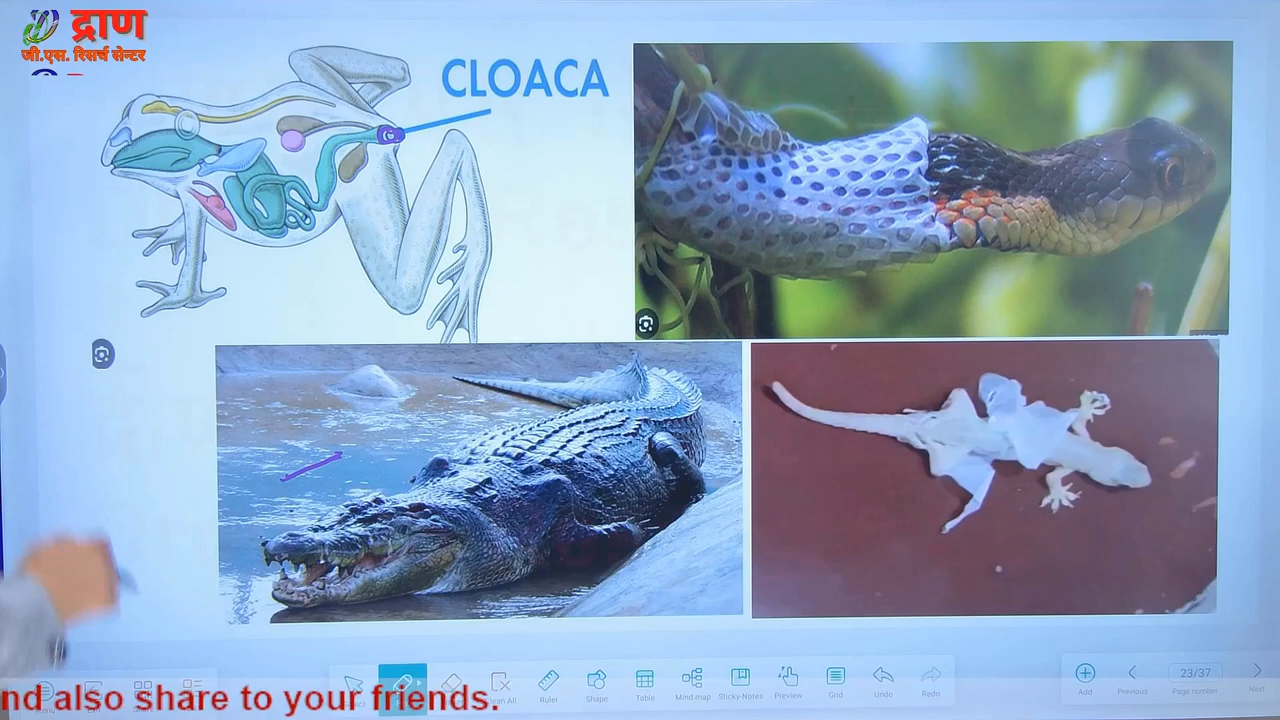 द्राण
जी.एस. रिसर्च सेन्टर
CLOACA
Ruler
Shape
Table
Mind-map
Sticky-Notes
Preview
Grid
Undo
Redo
Add
Previous
23/37
Page number
Next
nd also share to your friends.